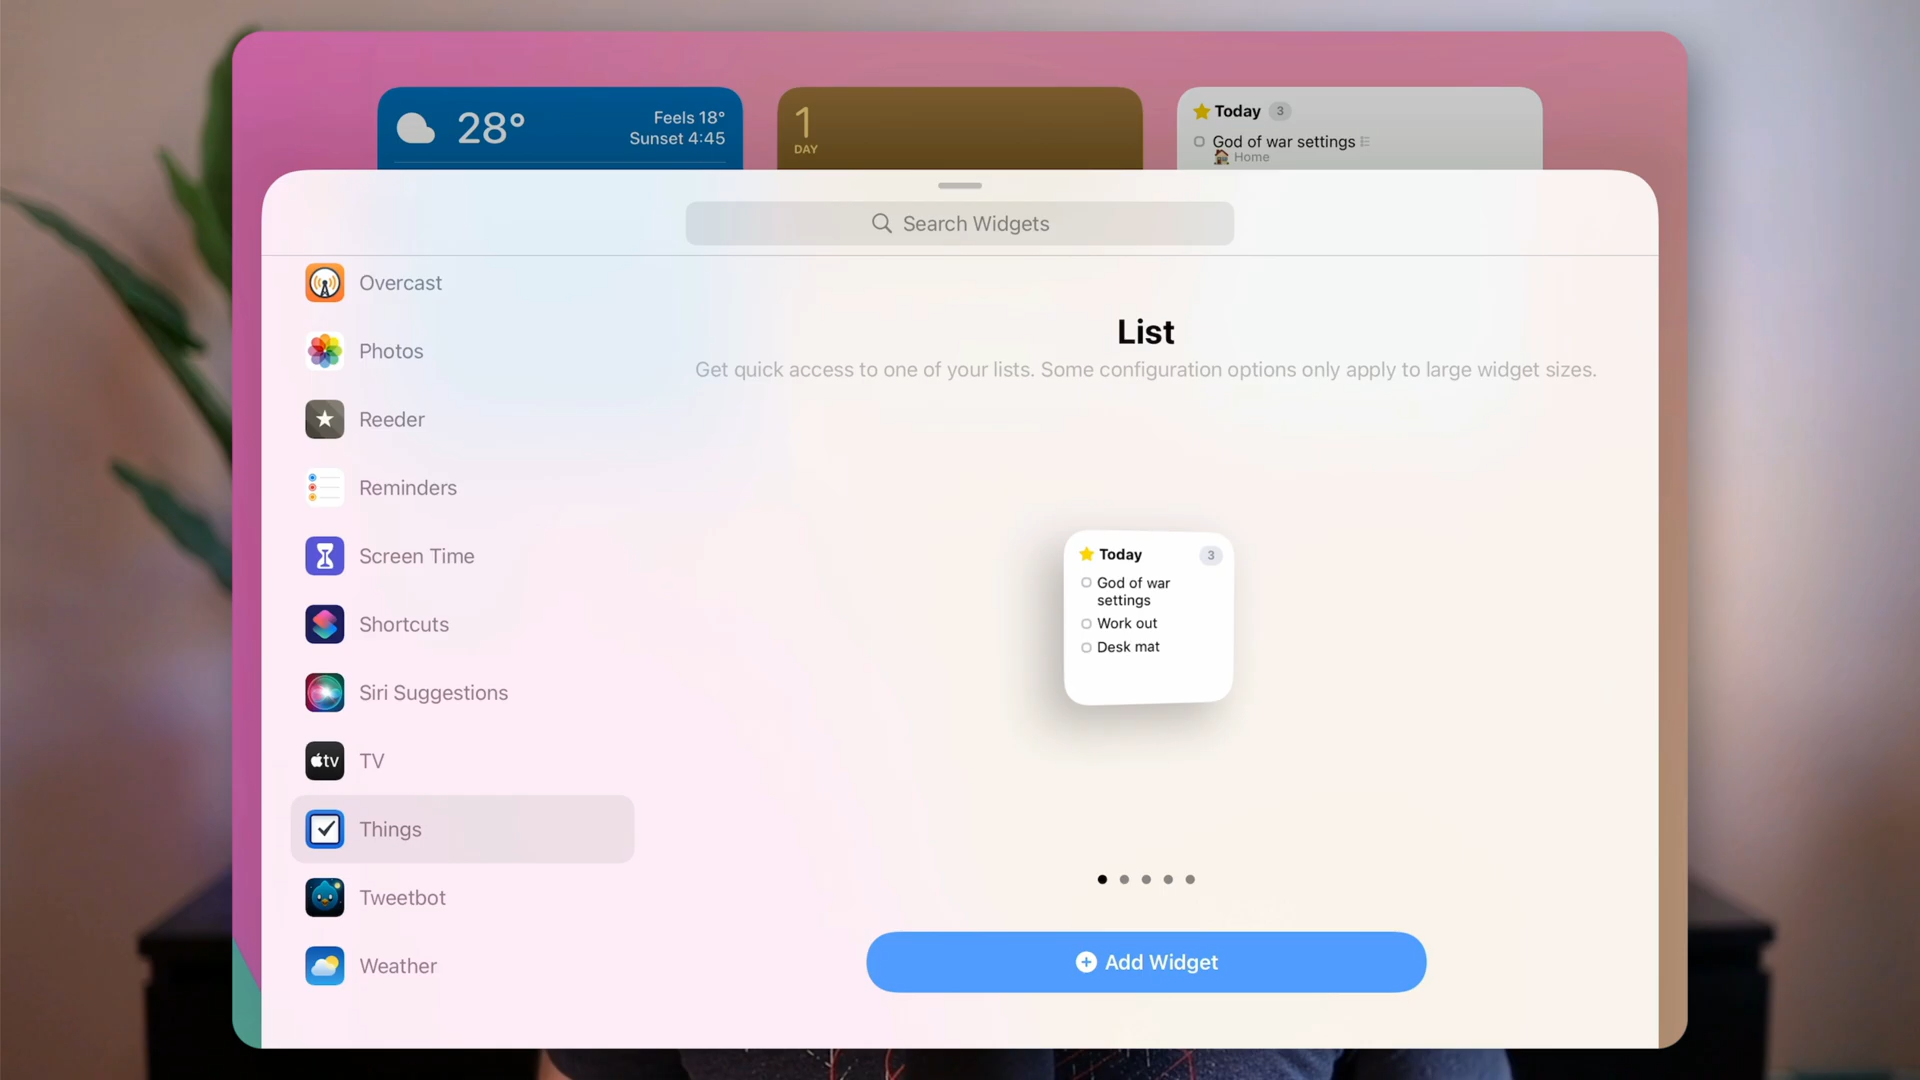 28°
Feels 18°
Sunset 4:45
1
DAY
Today 3
God of war settings
Home
Search Widgets
Overcast
Photos
Reeder
Reminders
Screen Time
Shortcuts
Siri Suggestions
tv TV
Things
Tweetbot
Weather
List
Get quick access to one of your lists. Some configuration options only apply to large widget sizes.
Today 3
God of war
settings
Work out
Desk mat
Add Widget